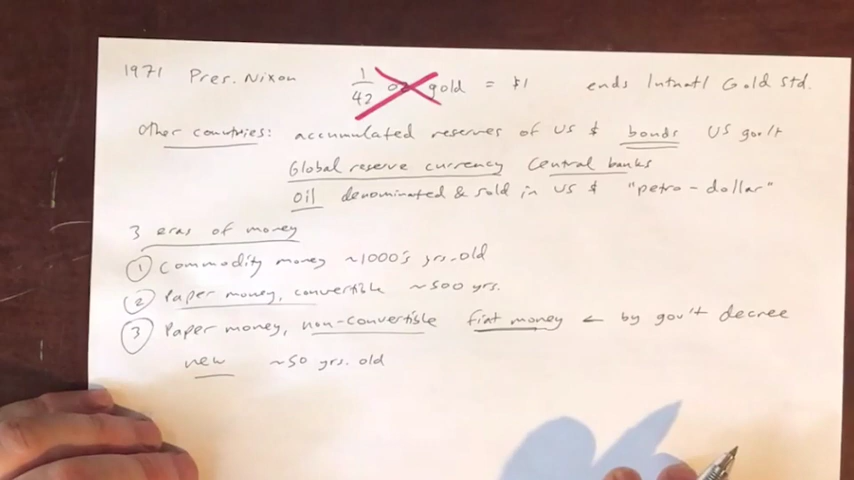 1971 Pres. Nixon 1/42 oz gold = $1 ends Intnat'l Gold Std.
Other countries: accumulated reserves of US $ bonds US gov't
Global reserve currency Central banks
Oil denominated & sold in US $ "petro-dollar"
3 eras of money
① Commodity money ~1000's yrs. old
② Paper money, convertible ~500 yrs.
③ Paper money, non-convertible fiat money ← by gov't decree
new ~50 yrs. old